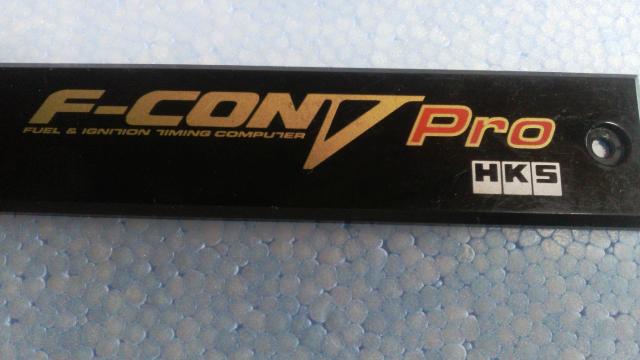 F-CON V Pro
FUEL & IGNITION TIMING COMPUTER
HKS